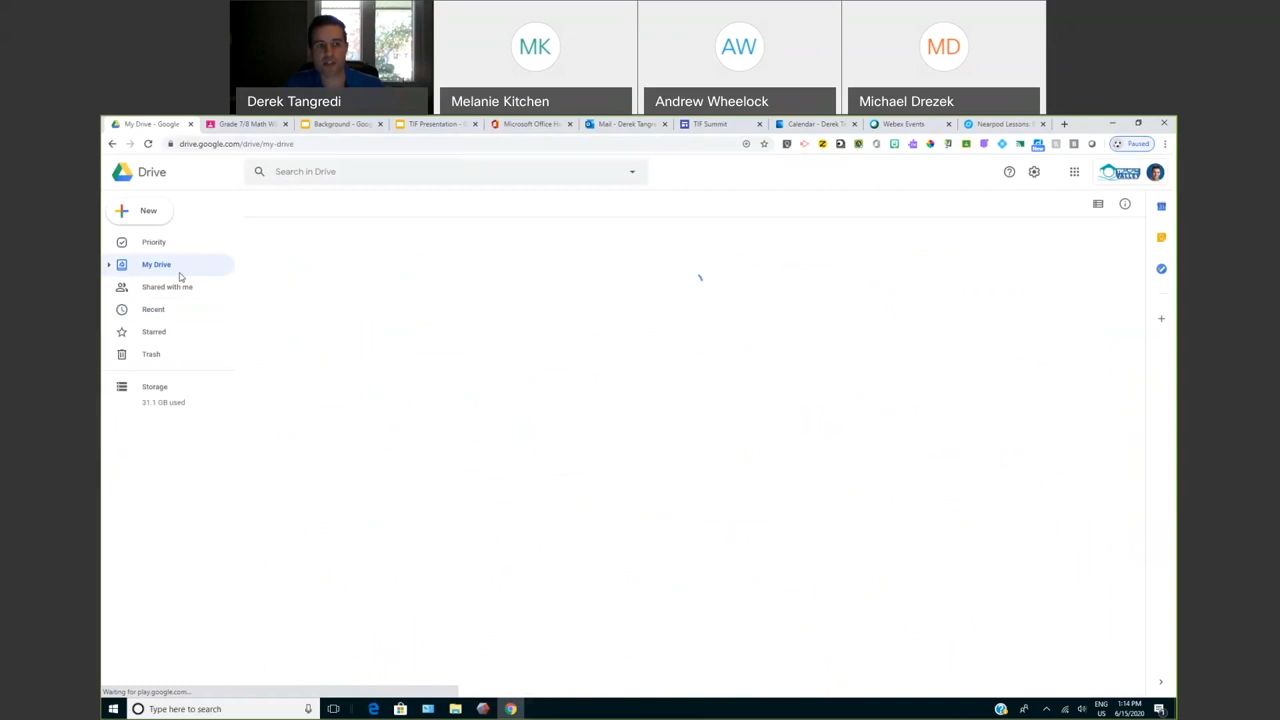 MK
AW
MD
Derek Tangredi
Melanie Kitchen
Andrew Wheelock
Michael Drezek
My Drive - Google
Grade 7/8 Math W
Background - Goog
TIF Presentation - G
Microsoft Office Ho
Mail - Derek Tangre
TIF Summit
Calendar - Derek T
Webex Events
Nearpod Lessons: E
drive.google.com/drive/my-drive
Paused
Drive
Search in Drive
New
Priority
My Drive
Shared with me
Recent
Starred
Trash
Storage
31.1 GB used
Waiting for play.google.com...
Type here to search
ENG
US
1:14 PM
6/15/2020